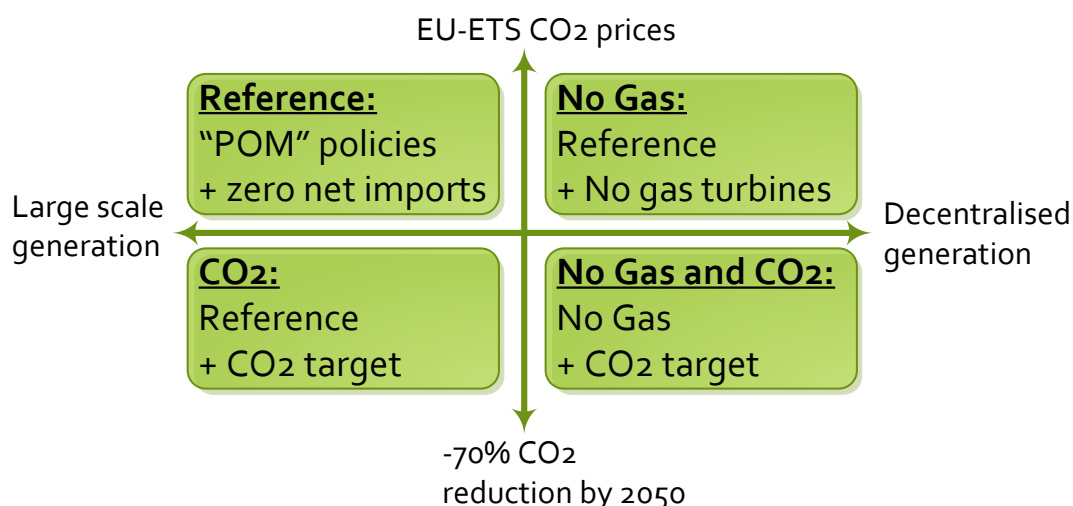 EU-ETS CO2 prices
Reference:
"POM" policies
+ zero net imports
No Gas:
Reference
+ No gas turbines
Large scale
generation
Decentralised
generation
CO2:
Reference
+ CO2 target
No Gas and CO2:
No Gas
+ CO2 target
-70% CO2
reduction by 2050